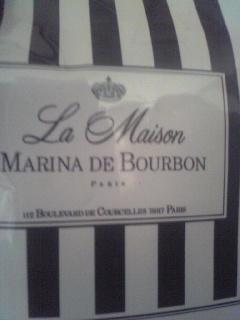 La Maison
MARINA DE BOURBON
PARIS
112 BOULEVARD DE COURCELLES 75017 PARIS